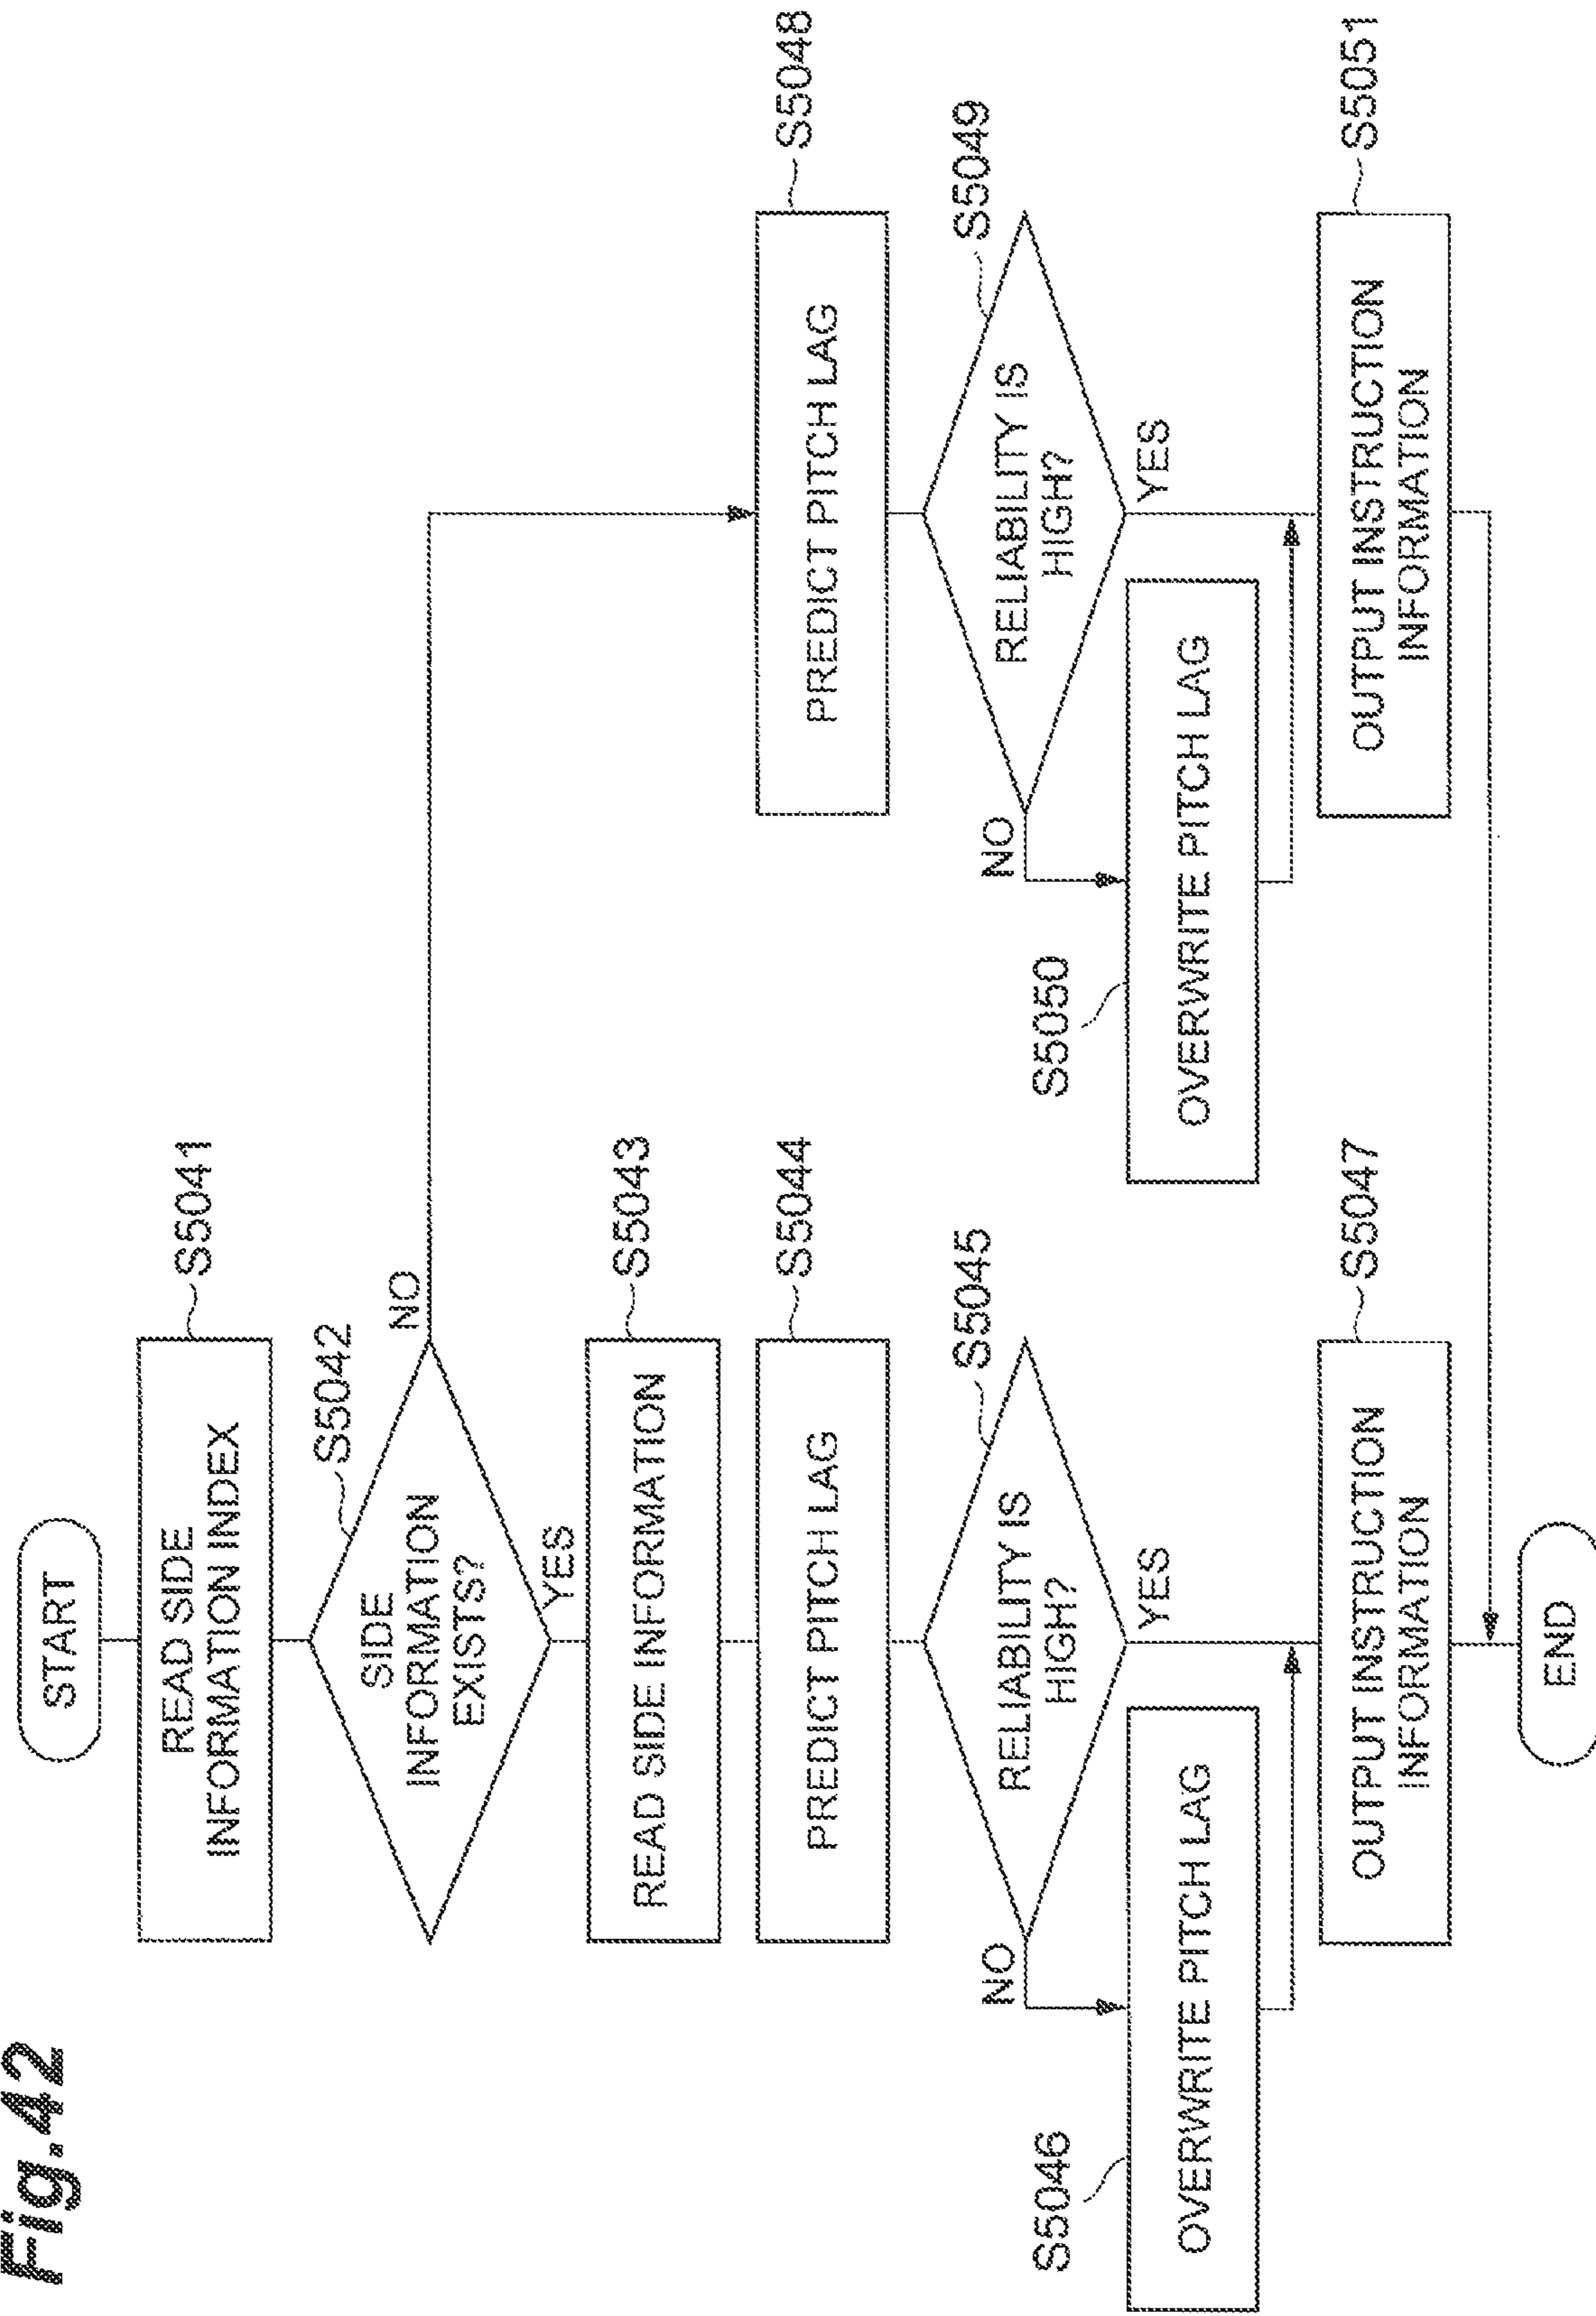 Fig.42
START
READ SIDE
INFORMATION INDEX
S5041
SIDE
INFORMATION
EXISTS?
S5042
NO
YES
READ SIDE INFORMATION
S5043
PREDICT PITCH LAG
S5044
RELIABILITY IS
HIGH?
S5045
NO
YES
S5046
OVERWRITE PITCH LAG
OUTPUT INSTRUCTION
INFORMATION
S5047
PREDICT PITCH LAG
S5048
RELIABILITY IS
HIGH?
S5049
NO
YES
S5050
OVERWRITE PITCH LAG
OUTPUT INSTRUCTION
INFORMATION
S5051
END